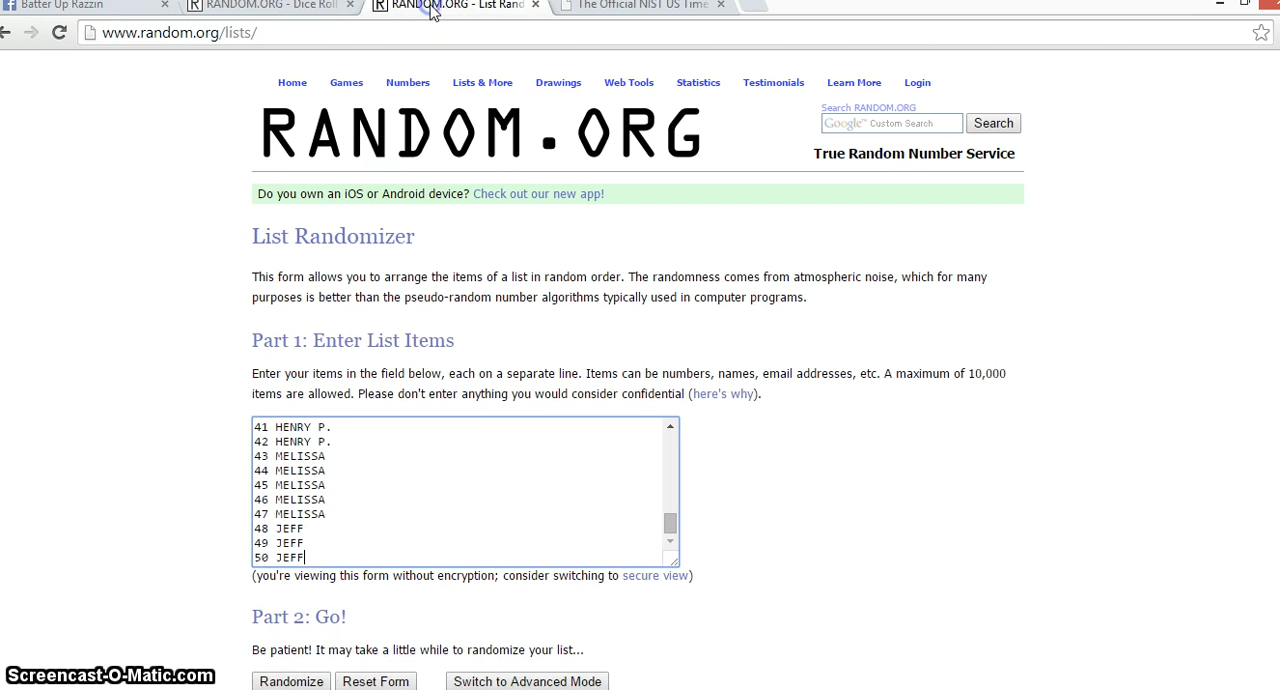 Batter Up Razzin
RANDOM.ORG - Dice Roll
RANDOM.ORG - List Rand
The Official NIST US Time
www.random.org/lists/
Home Games Numbers Lists & More Drawings Web Tools Statistics Testimonials Learn More Login
RANDOM.ORG
Search RANDOM.ORG
Google™ Custom Search Search
True Random Number Service
Do you own an iOS or Android device? Check out our new app!
List Randomizer
This form allows you to arrange the items of a list in random order. The randomness comes from atmospheric noise, which for many
purposes is better than the pseudo-random number algorithms typically used in computer programs.
Part 1: Enter List Items
Enter your items in the field below, each on a separate line. Items can be numbers, names, email addresses, etc. A maximum of 10,000
items are allowed. Please don't enter anything you would consider confidential (here's why).
41 HENRY P.
42 HENRY P.
43 MELISSA
44 MELISSA
45 MELISSA
46 MELISSA
47 MELISSA
48 JEFF
49 JEFF
50 JEFF
(you're viewing this form without encryption; consider switching to secure view)
Part 2: Go!
Be patient! It may take a little while to randomize your list...
Randomize Reset Form Switch to Advanced Mode
Screencast-O-Matic.com